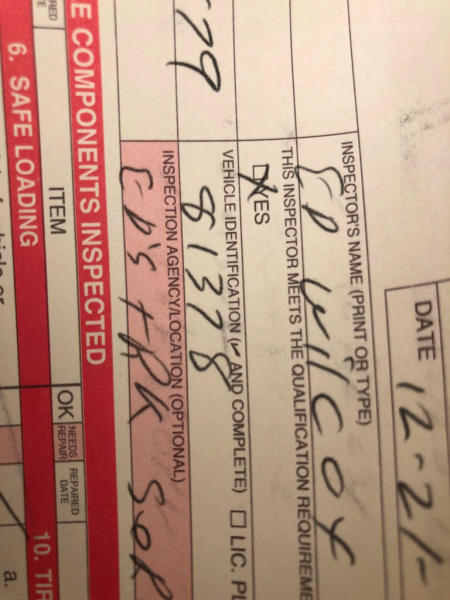 DATE 12-21-
INSPECTOR'S NAME (PRINT OR TYPE)
ED WILCOX
THIS INSPECTOR MEETS THE QUALIFICATION REQUIREME
YES
VEHICLE IDENTIFICATION (✓ AND COMPLETE) ☐ LIC. PL
79 81378
INSPECTION AGENCY/LOCATION (OPTIONAL)
ED'S TRK
E COMPONENTS INSPECTED
ITEM OK NEEDS REPAIR REPAIRED DATE
6. SAFE LOADING 10. TIR
a.